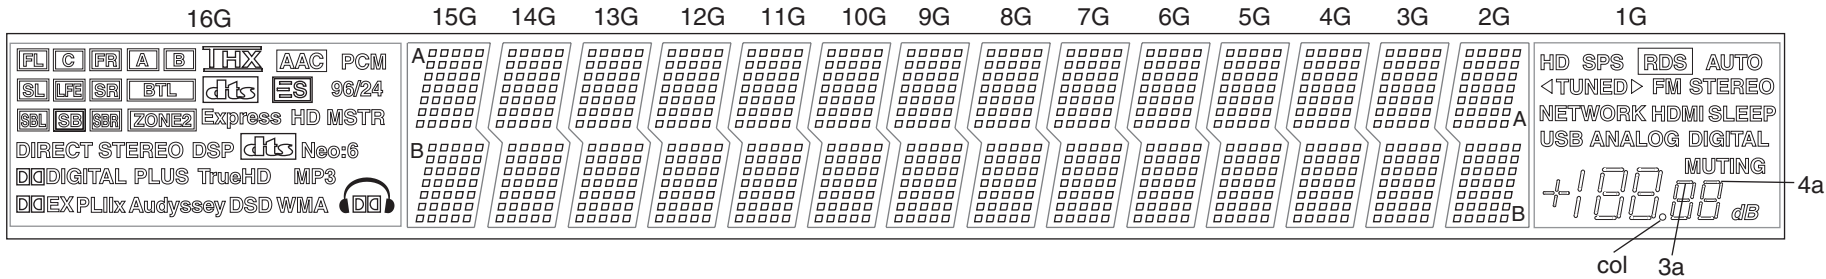 16G 15G 14G 13G 12G 11G 10G 9G 8G 7G 6G 5G 4G 3G 2G 1G
FL C FR A B THX AAC PCM
SL LFE SR BTL dts ES 96/24
SBL SB SBR ZONE2 Express HD MSTR
DIRECT STEREO DSP dts Neo:6
DIGITAL PLUS TrueHD MP3
EX PLIIx Audyssey DSD WMA
A
B
A
B
HD SPS RDS AUTO
TUNED FM STEREO
NETWORK HDMI SLEEP
USB ANALOG DIGITAL
MUTING
+188.88 dB
4a
col 3a